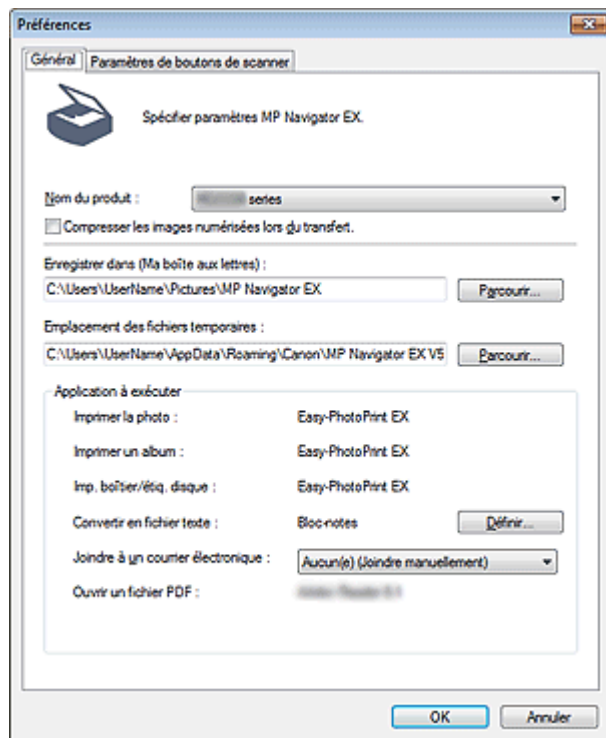 Préférences
Général Paramètres de boutons de scanner
Spécifier paramètres MP Navigator EX.
Nom du produit : series
Compresser les images numérisées lors du transfert.
Enregistrer dans (Ma boîte aux lettres) :
C:\Users\UserName\Pictures\MP Navigator EX Parcourir...
Emplacement des fichiers temporaires :
C:\Users\UserName\AppData\Roaming\Canon\MP Navigator EX V5 Parcourir...
Application à exécuter
Imprimer la photo : Easy-PhotoPrint EX
Imprimer un album : Easy-PhotoPrint EX
Imp. boîtier/étiq. disque : Easy-PhotoPrint EX
Convertir en fichier texte : Bloc-notes Définir...
Joindre à un courrier électronique : Aucun(e) (Joindre manuellement)
Ouvrir un fichier PDF :
OK Annuler